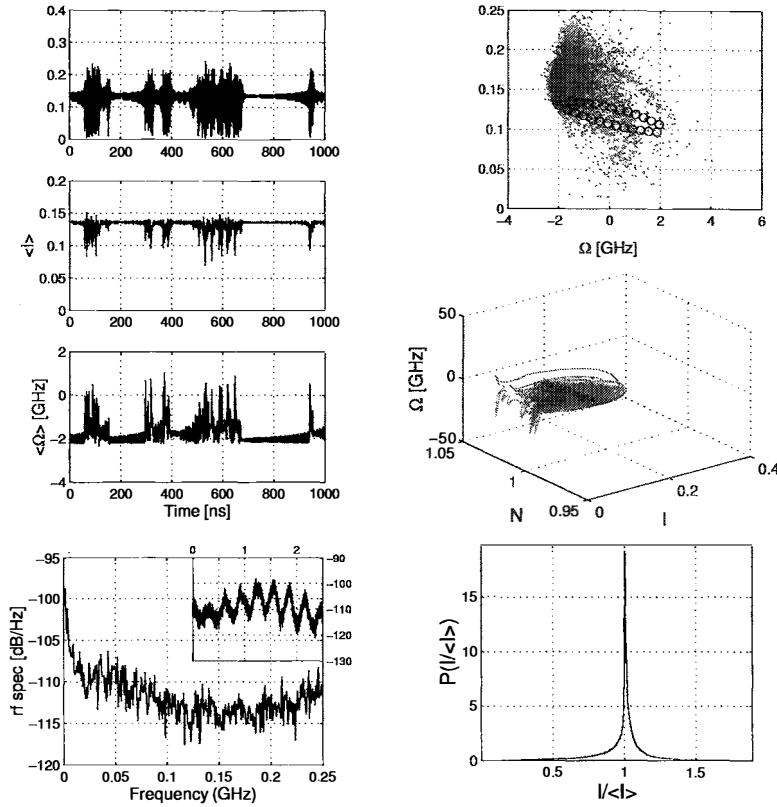 0.4
0.3
0.2
0.1
0
0 200 400 600 800 1000
0.2
0.15
<I>
0.1
0.05
0
0 200 400 600 800 1000
2
0
<Ω> [GHz]
−2
−4
0 200 400 600 800 1000
Time [ns]
0.25
0.2
0.15
0.1
0.05
0
−4 −2 0 2 4 6
Ω [GHz]
50
0
Ω [GHz]
−50
1.05
1
0.95
N
0
0.2
0.4
I
−95
−100
−105
−110
−115
−120
rf spec [dB/Hz]
0 0.05 0.1 0.15 0.2 0.25
Frequency (GHz)
0 1 2
−90
−100
−110
−120
−130
15
10
5
0
P(I/<I>)
0.5 1 1.5
I/<I>